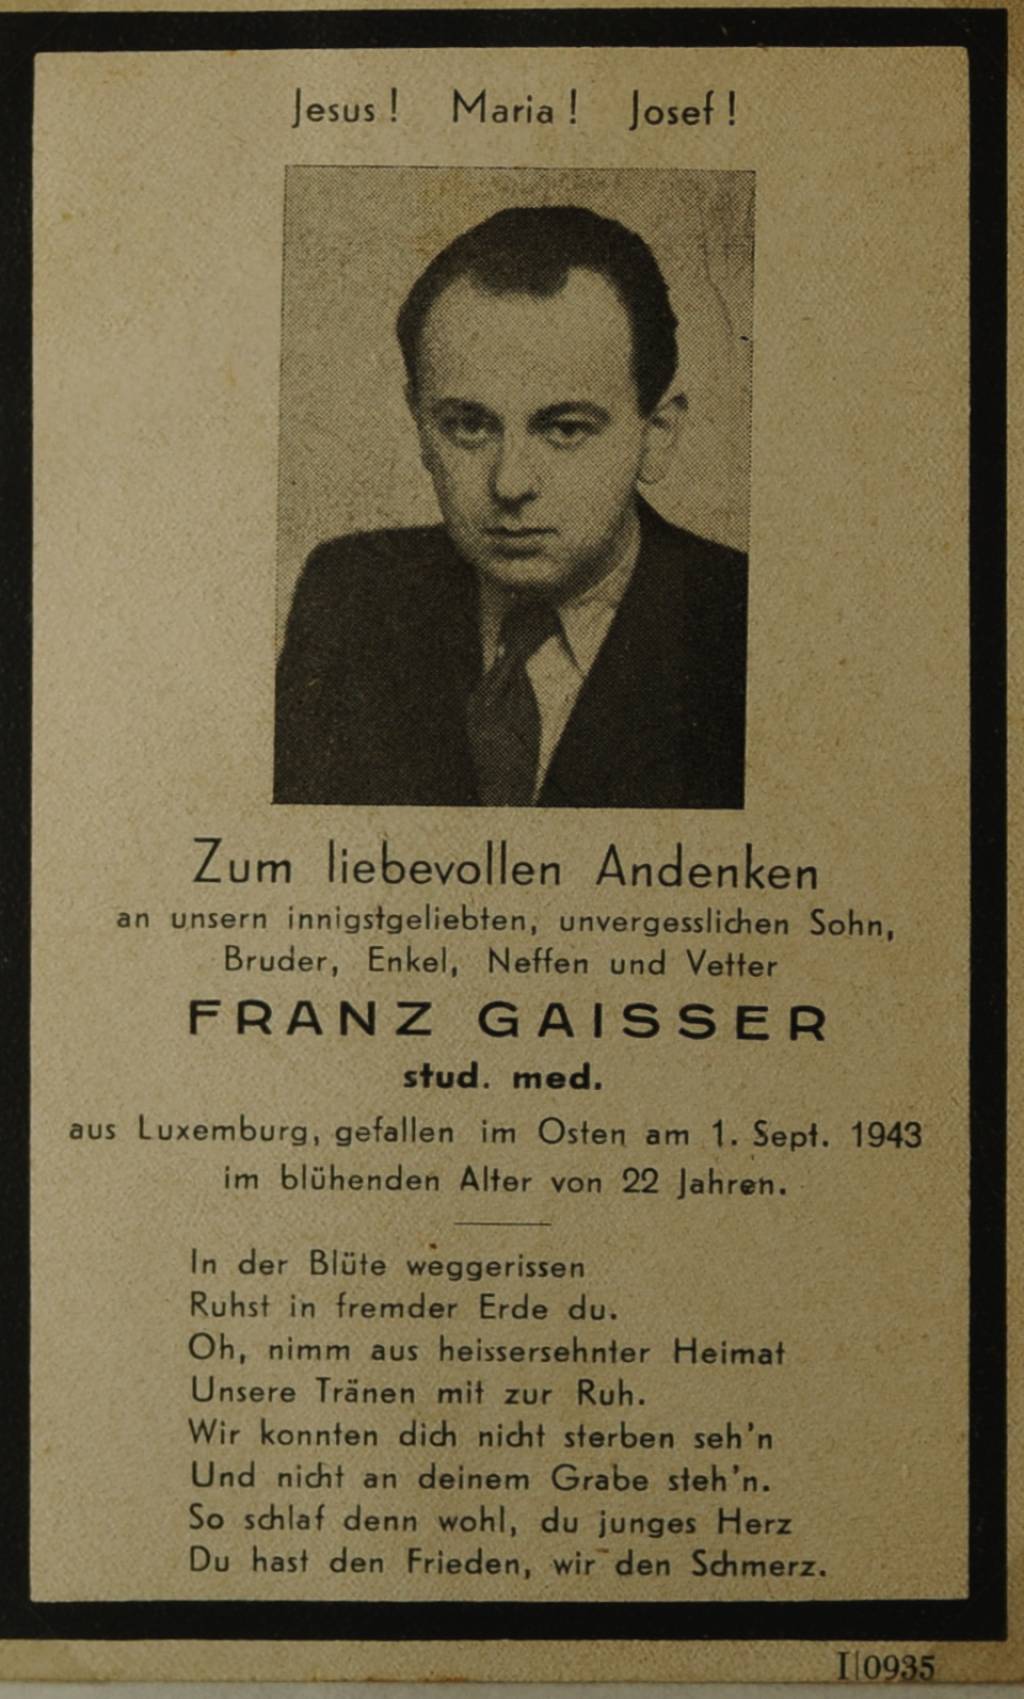 Jesus! Maria! Josef!
Zum liebevollen Andenken
an unsern innigstgeliebten, unvergesslichen Sohn,
Bruder, Enkel, Neffen und Vetter
FRANZ GAISSER
stud. med.
aus Luxemburg, gefallen im Osten am 1. Sept. 1943
im blühenden Alter von 22 Jahren.
In der Blüte weggerissen
Ruhst in fremder Erde du.
Oh, nimm aus heissersehnter Heimat
Unsere Tränen mit zur Ruh.
Wir konnten dich nicht sterben seh'n
Und nicht an deinem Grabe steh'n.
So schlaf denn wohl, du junges Herz
Du hast den Frieden, wir den Schmerz.
I|0935